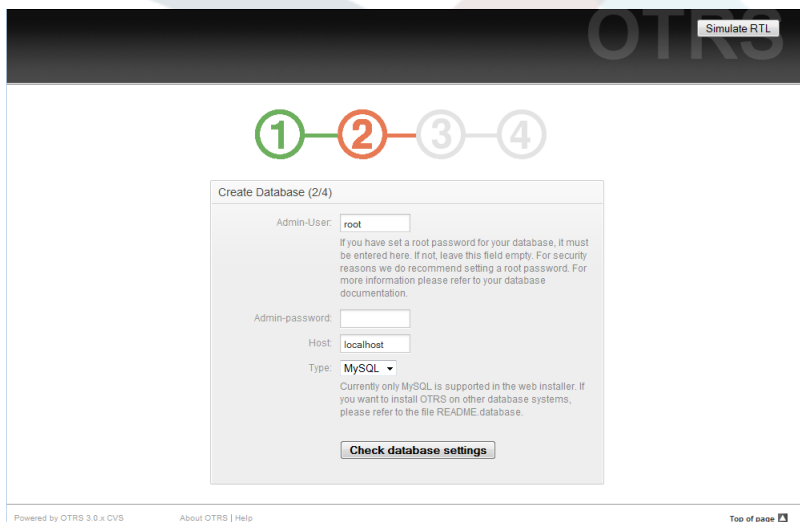 OTRS
Simulate RTL
1 2 3 4
Create Database (2/4)
Admin-User: root
If you have set a root password for your database, it must
be entered here. If not, leave this field empty. For security
reasons we do recommend setting a root password. For
more information please refer to your database
documentation.
Admin-password:
Host: localhost
Type: MySQL
Currently only MySQL is supported in the web installer. If
you want to install OTRS on other database systems,
please refer to the file README.database.
Check database settings
Powered by OTRS 3.0.x CVS About OTRS | Help Top of page